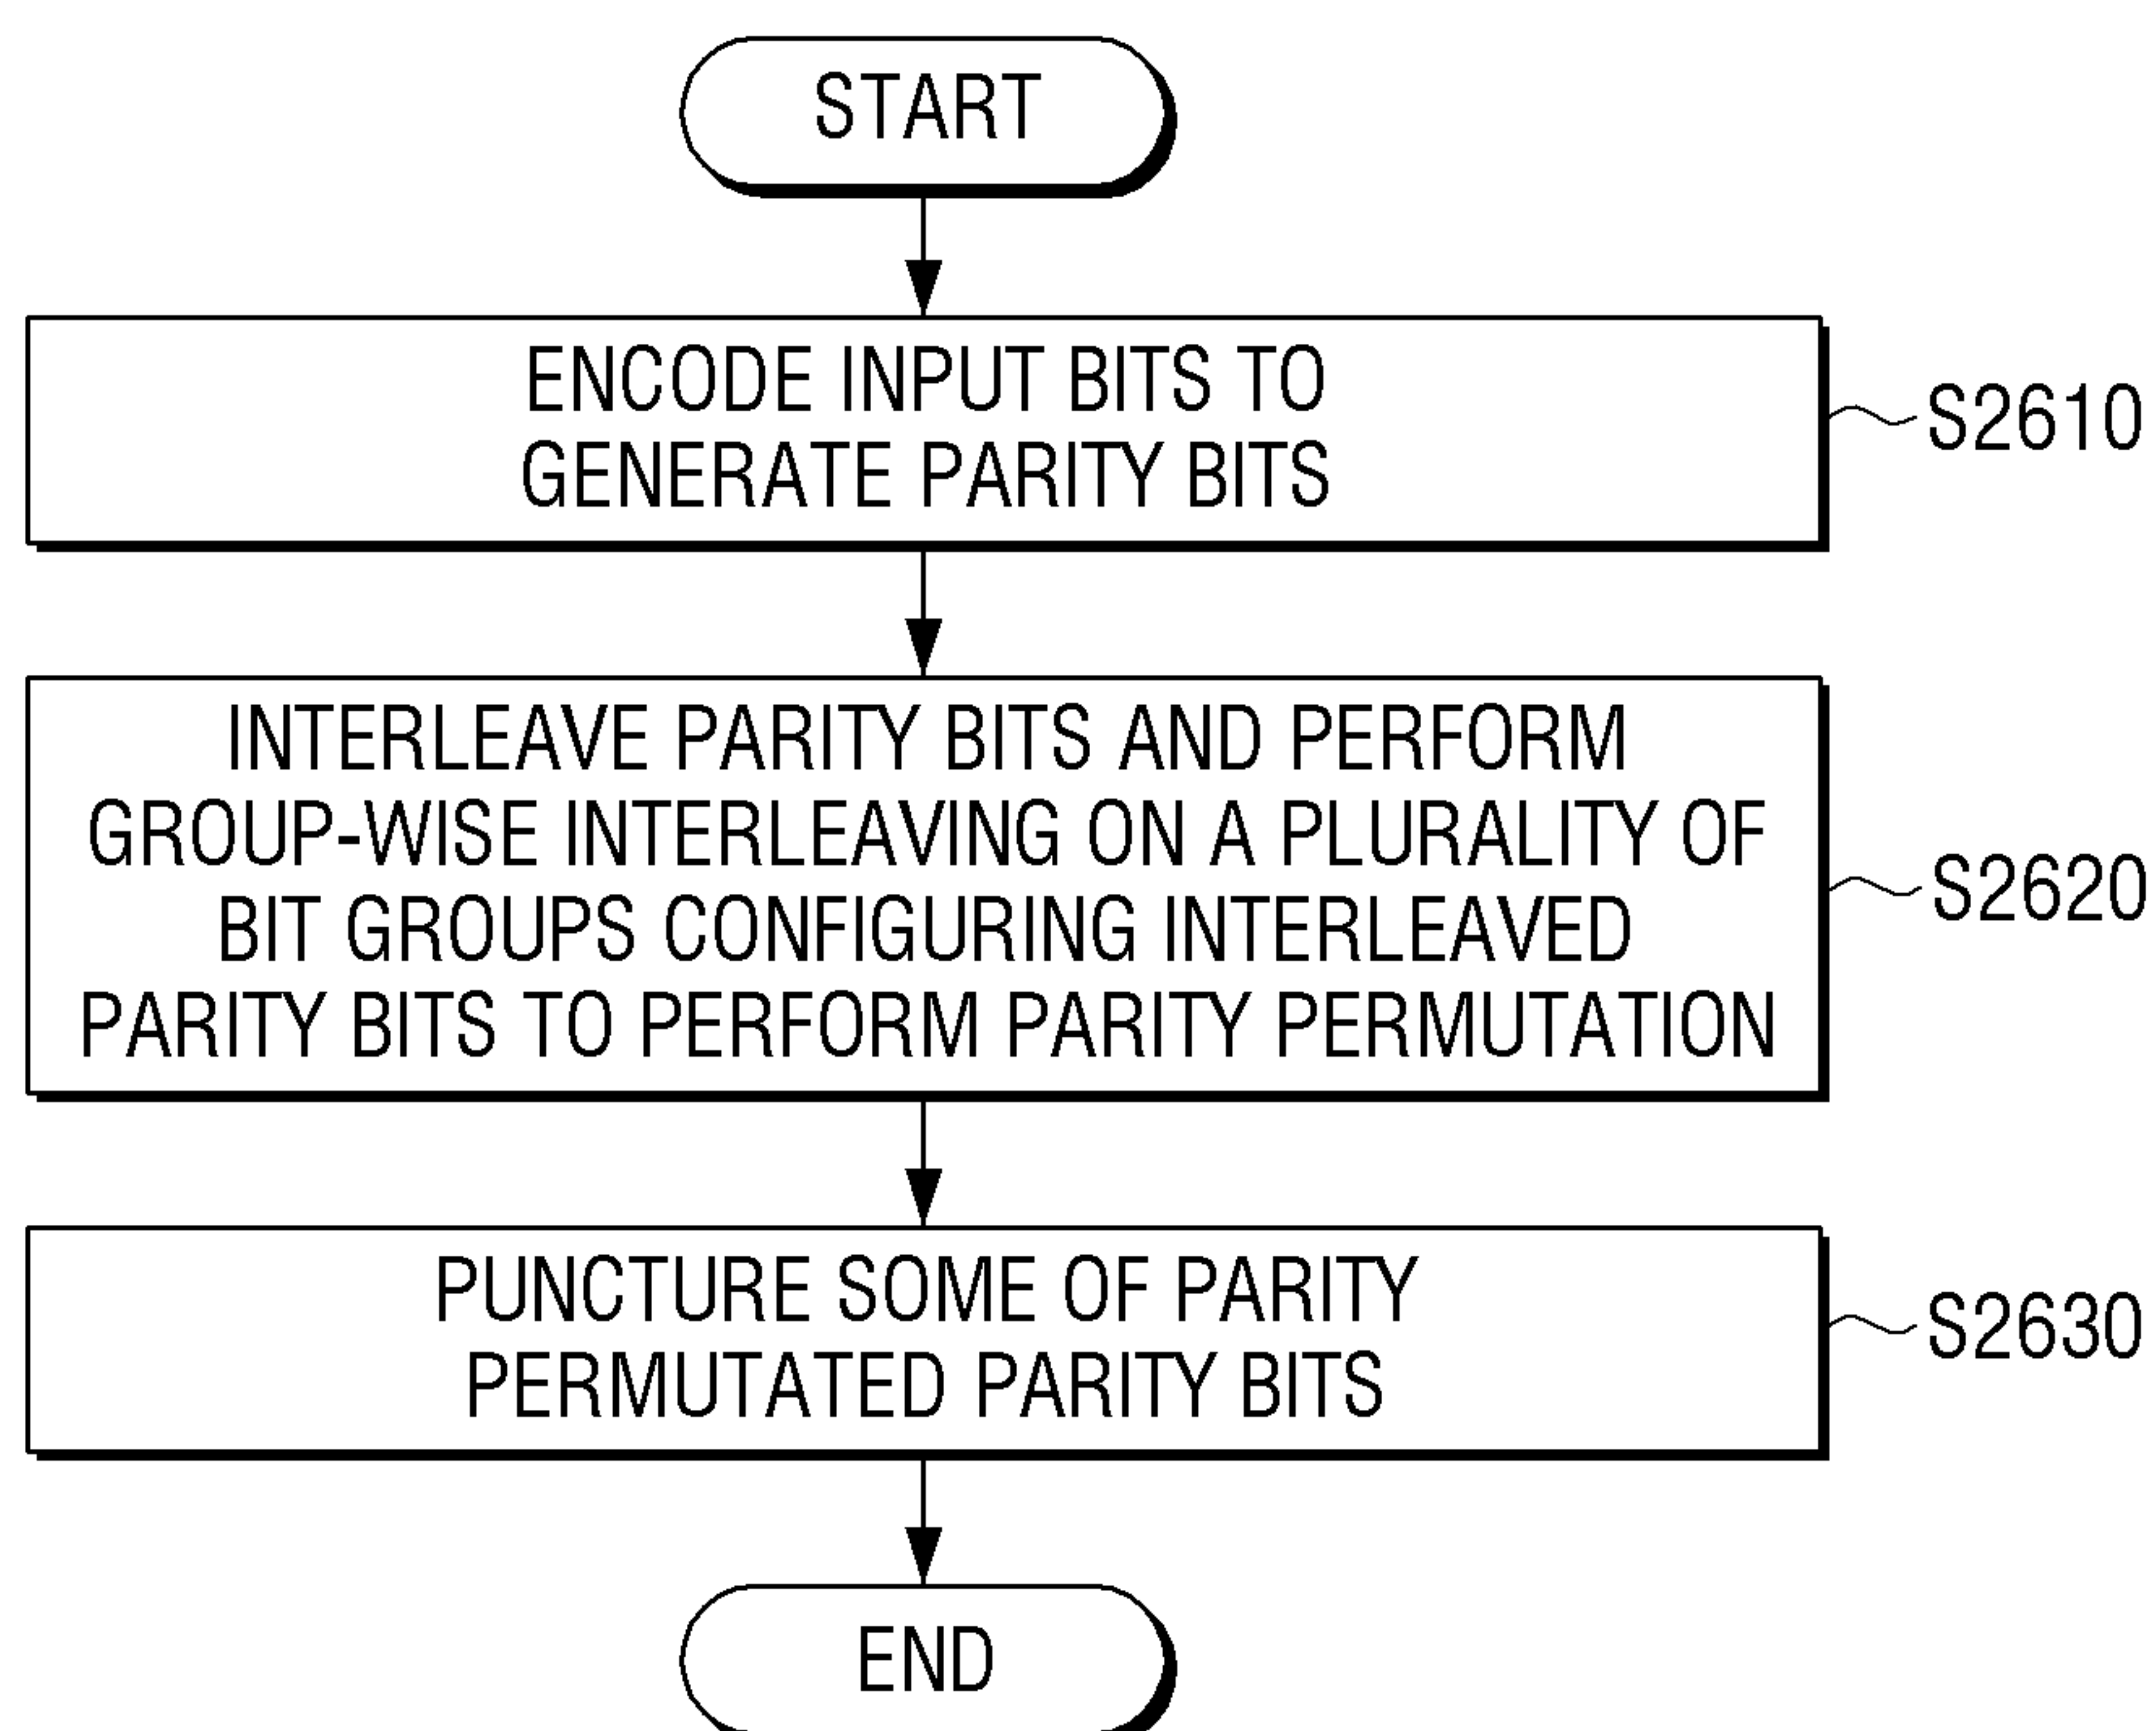 START
ENCODE INPUT BITS TO
GENERATE PARITY BITS
S2610
INTERLEAVE PARITY BITS AND PERFORM
GROUP-WISE INTERLEAVING ON A PLURALITY OF
BIT GROUPS CONFIGURING INTERLEAVED
PARITY BITS TO PERFORM PARITY PERMUTATION
S2620
PUNCTURE SOME OF PARITY
PERMUTATED PARITY BITS
S2630
END